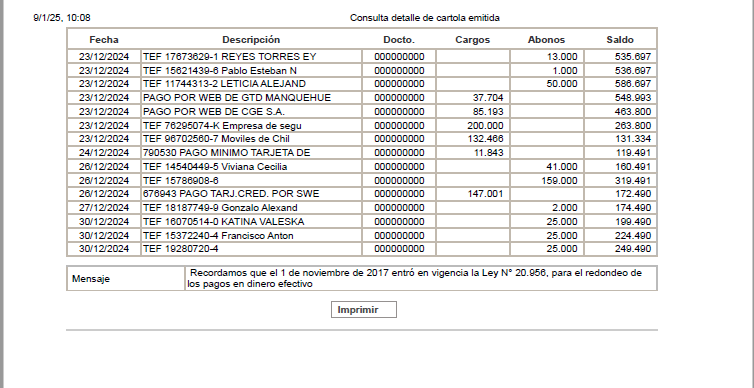 9/1/25, 10:08 Consulta detalle de cartola emitida
Fecha Descripción Docto. Cargos Abonos Saldo
23/12/2024 TEF 17673629-1 REYES TORRES EY 000000000 13.000 535.697
23/12/2024 TEF 15621439-6 Pablo Esteban N 000000000 1.000 536.697
23/12/2024 TEF 11744313-2 LETICIA ALEJAND 000000000 50.000 586.697
23/12/2024 PAGO POR WEB DE GTD MANQUEHUE 000000000 37.704 548.993
23/12/2024 PAGO POR WEB DE CGE S.A. 000000000 85.193 463.800
23/12/2024 TEF 76295074-K Empresa de segu 000000000 200.000 263.800
23/12/2024 TEF 96702560-7 Moviles de Chil 000000000 132.466 131.334
24/12/2024 790530 PAGO MINIMO TARJETA DE 000000000 11.843 119.491
26/12/2024 TEF 14540449-5 Viviana Cecilia 000000000 41.000 160.491
26/12/2024 TEF 15786908-6 000000000 159.000 319.491
26/12/2024 676943 PAGO TARJ.CRED. POR SWE 000000000 147.001 172.490
27/12/2024 TEF 18187749-9 Gonzalo Alexand 000000000 2.000 174.490
30/12/2024 TEF 16070514-0 KATINA VALESKA 000000000 25.000 199.490
30/12/2024 TEF 15372240-4 Francisco Anton 000000000 25.000 224.490
30/12/2024 TEF 19280720-4 000000000 25.000 249.490
Mensaje Recordamos que el 1 de noviembre de 2017 entró en vigencia la Ley N° 20.956, para el redondeo de
los pagos en dinero efectivo
Imprimir